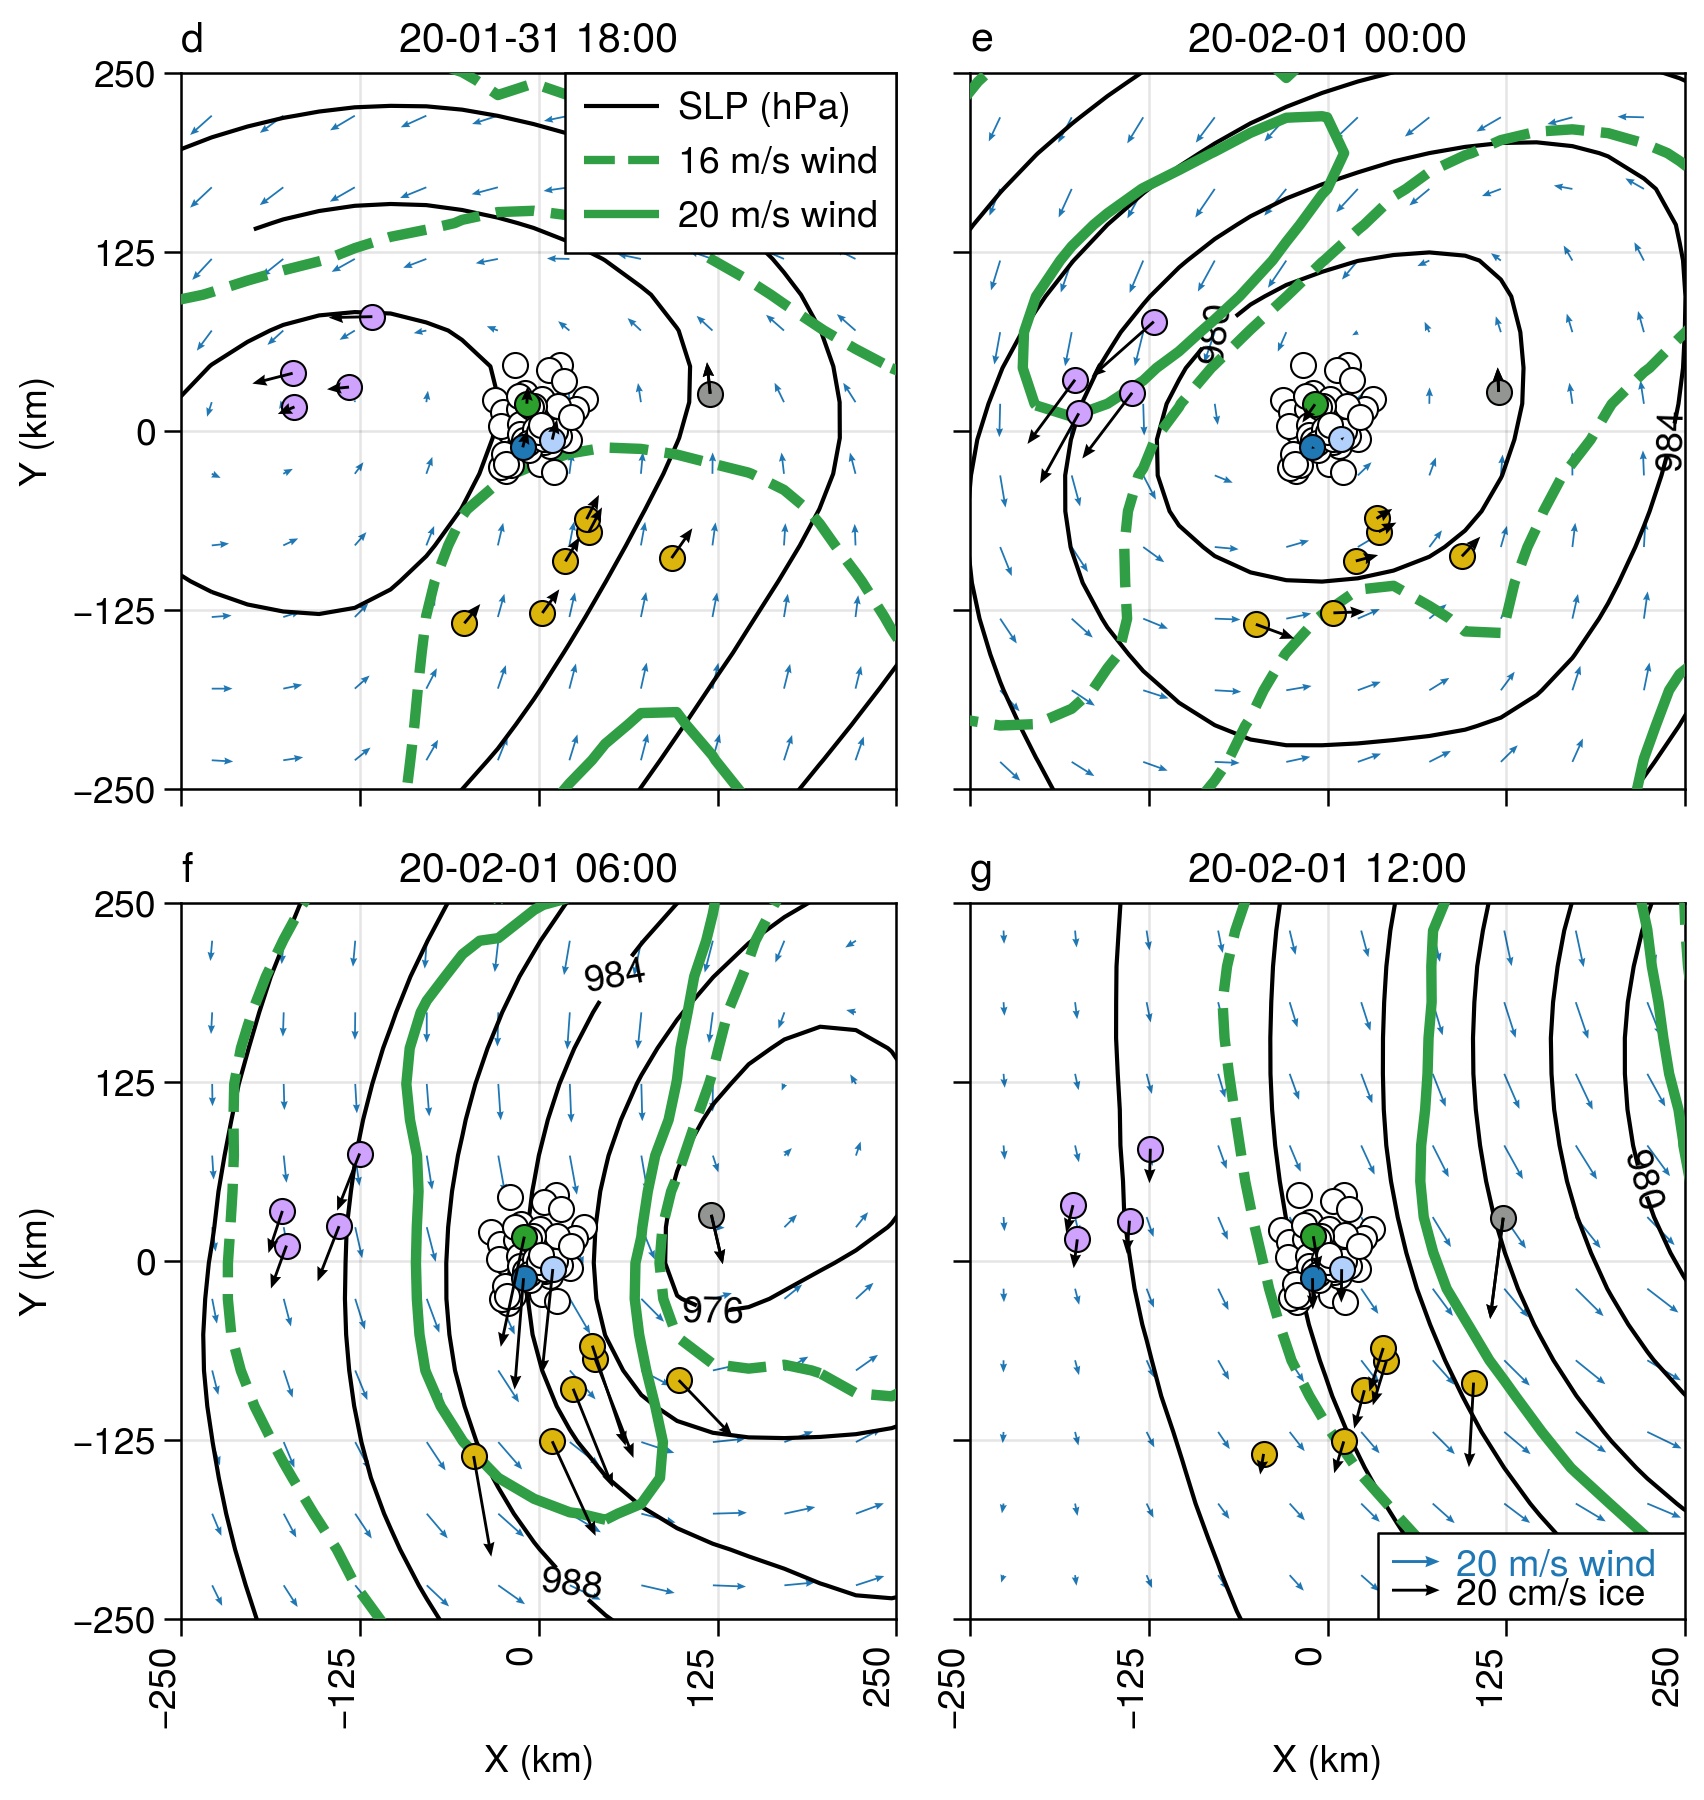 d 20-01-31 18:00
e 20-02-01 00:00
250
125
0
−125
−250
Y (km)
SLP (hPa)
16 m/s wind
20 m/s wind
980
984
f 20-02-01 06:00
g 20-02-01 12:00
250
125
0
−125
−250
Y (km)
984
976
988
980
20 m/s wind
20 cm/s ice
−250 −125 0 125 250
−250 −125 0 125 250
X (km)
X (km)